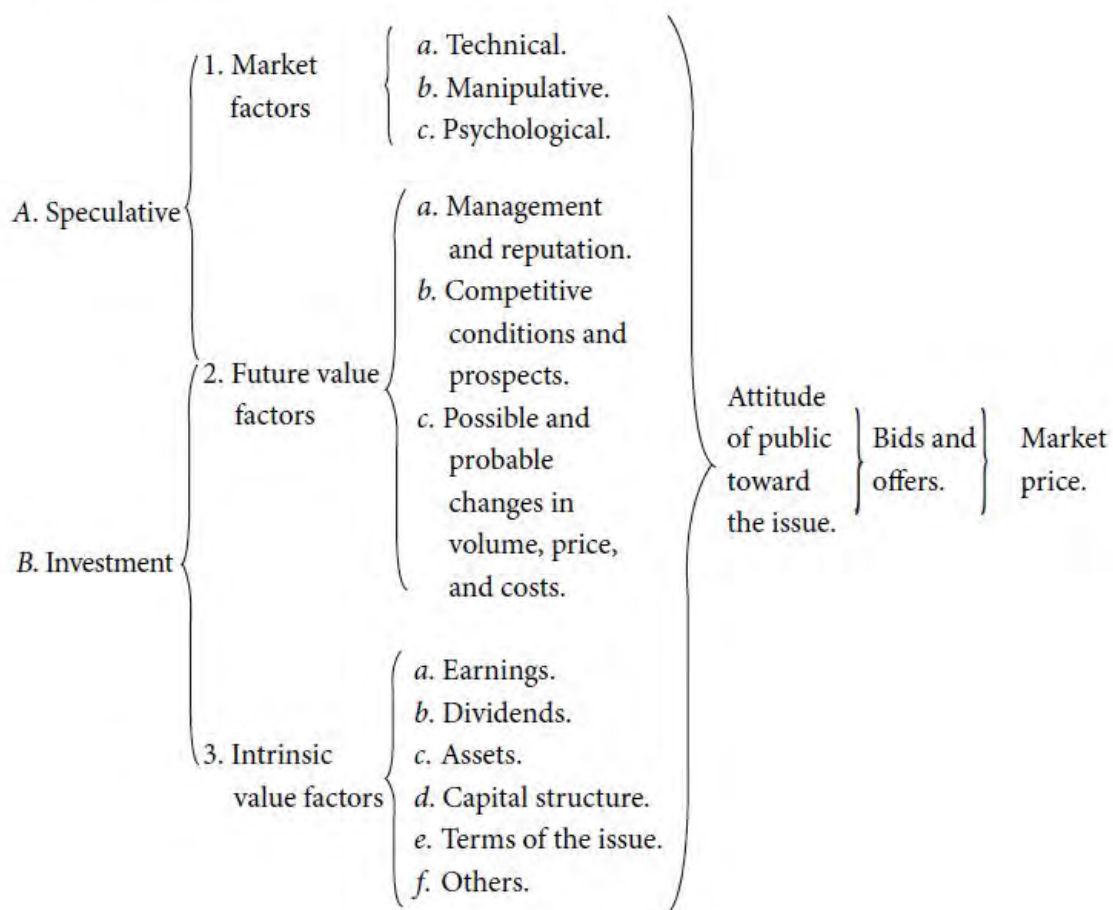 A. Speculative
1. Market
factors
a. Technical.
b. Manipulative.
c. Psychological.
2. Future value
factors
a. Management
and reputation.
b. Competitive
conditions and
prospects.
c. Possible and
probable
changes in
volume, price,
and costs.
B. Investment
3. Intrinsic
value factors
a. Earnings.
b. Dividends.
c. Assets.
d. Capital structure.
e. Terms of the issue.
f. Others.
Attitude
of public
toward
the issue.
Bids and
offers.
Market
price.